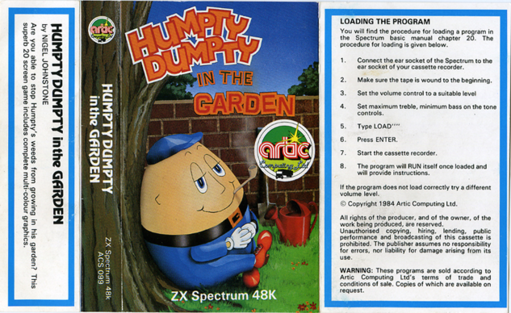 HUMPTY DUMPTY in the GARDEN
by NIGEL JOHNSTONE
Are you able to stop Humpty's weeds from growing in his garden? This
superb 20 screen game includes complete multi-colour graphics.
artic
HUMPTY DUMPTY
in the GARDEN
ZX Spectrum 48k
ACS 099
HUMPTY
DUMPTY
IN THE
GARDEN
artic
Computing Ltd.
ZX Spectrum 48K
LOADING THE PROGRAM
You will find the procedure for loading a program in
the Spectrum basic manual chapter 20. The
procedure for loading is given below.
1. Connect the ear socket of the Spectrum to the
ear socket of your cassette recorder.
2. Make sure the tape is wound to the beginning.
3. Set the volume control to a suitable level
4. Set maximum treble, minimum bass on the tone
controls.
5. Type LOAD""
6. Press ENTER.
7. Start the cassette recorder.
8. The program will RUN itself once loaded and
will provide instructions.
If the program does not load correctly try a different
volume level.
© Copyright 1984 Artic Computing Ltd.
All rights of the producer, and of the owner, of the
work being produced, are reserved.
Unauthorised copying, hiring, lending, public
performance and broadcasting of this cassette is
prohibited. The publisher assumes no responsibility
for errors, nor liability for damage arising from its
use.
WARNING: These programs are sold according to
Artic Computing Ltd's terms of trade and
conditions of sale. Copies of which are available on
request.